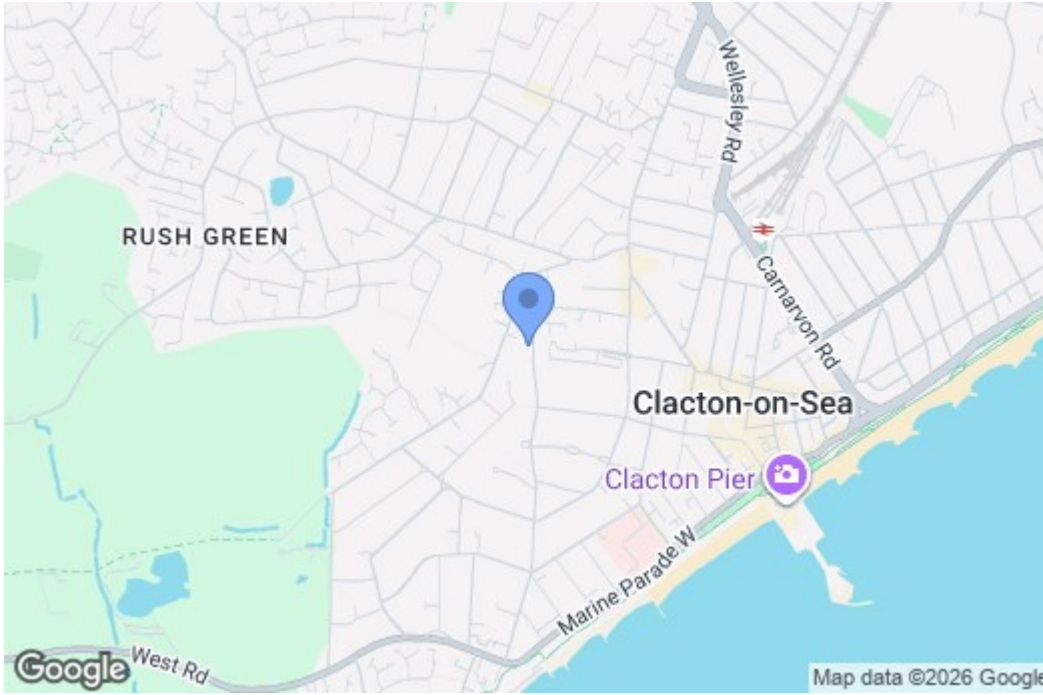 Wellesley Rd
RUSH GREEN
Carnarvon Rd
Clacton-on-Sea
Clacton Pier
Marine Parade W
West Rd
Google
Map data ©2026 Google